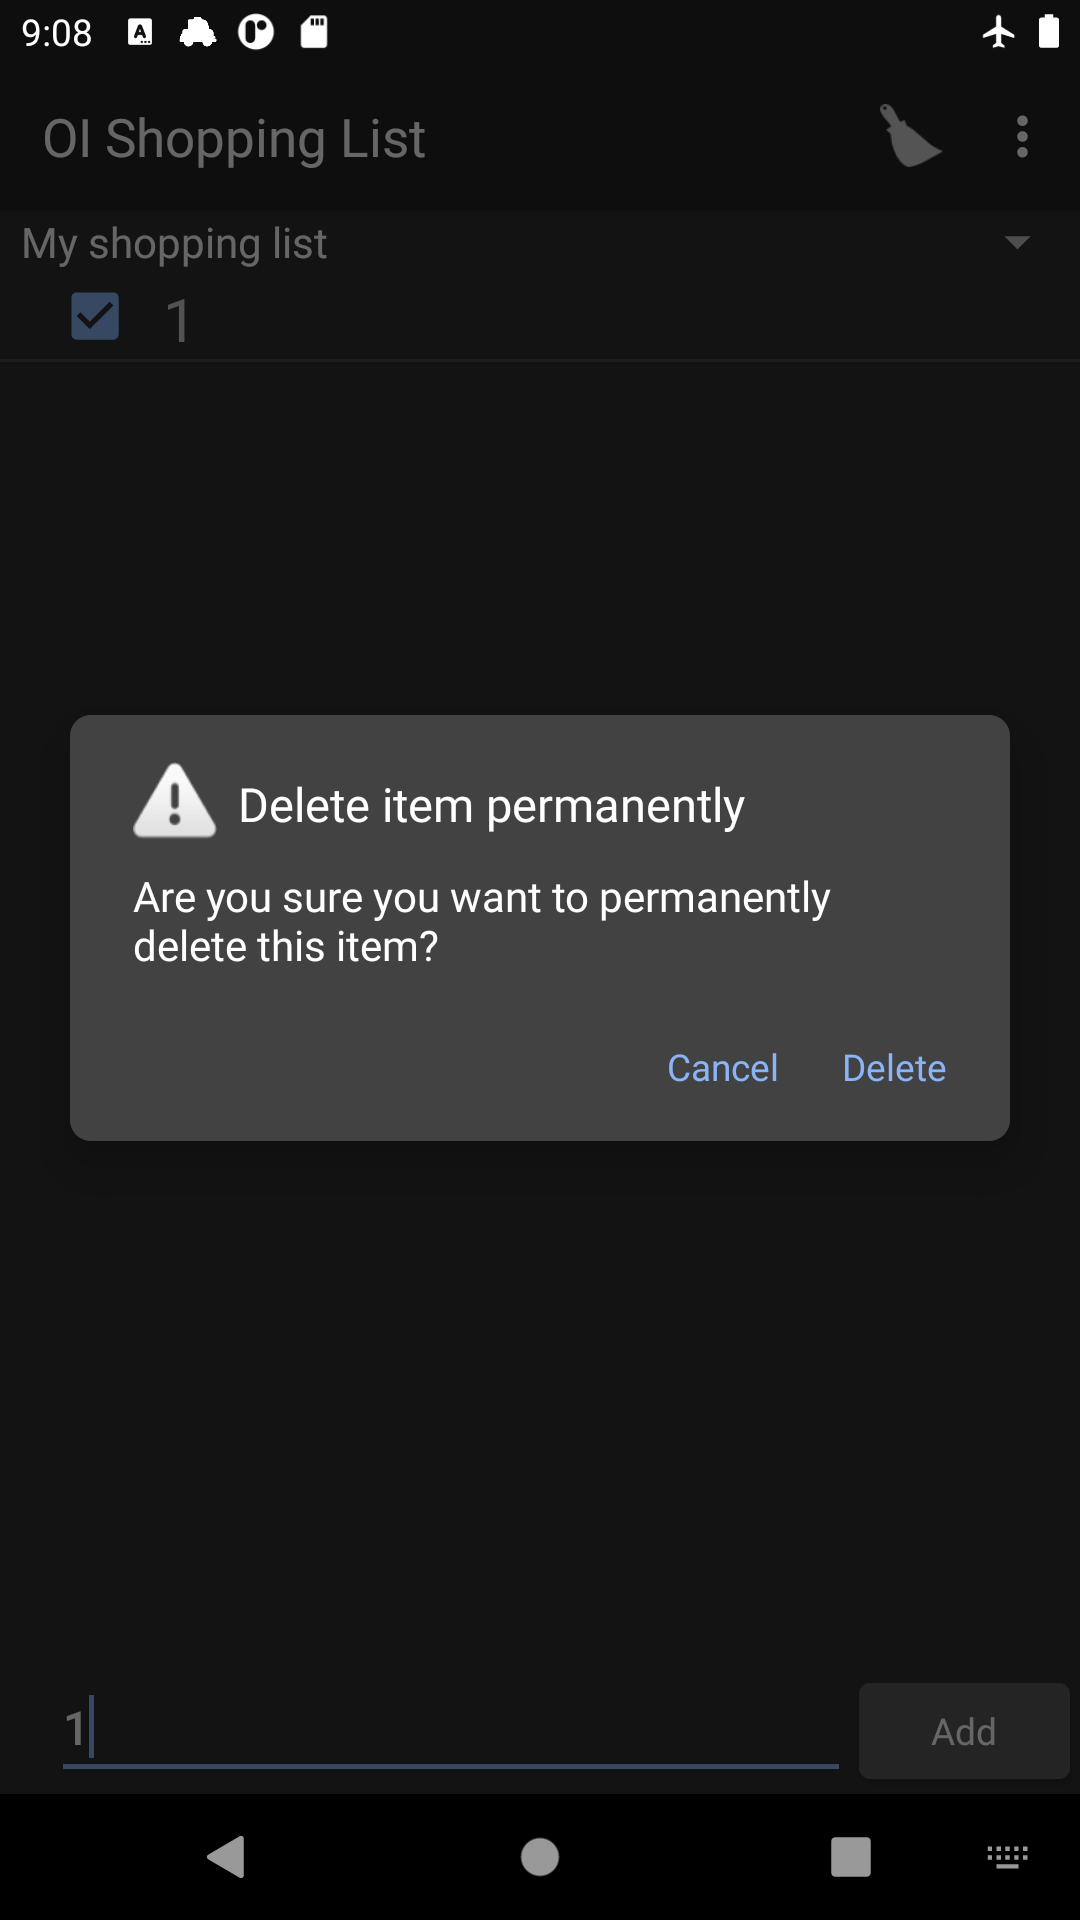 9:08
OI Shopping List
My shopping list
1
Delete item permanently
Are you sure you want to permanently
delete this item?
Cancel Delete
1
Add